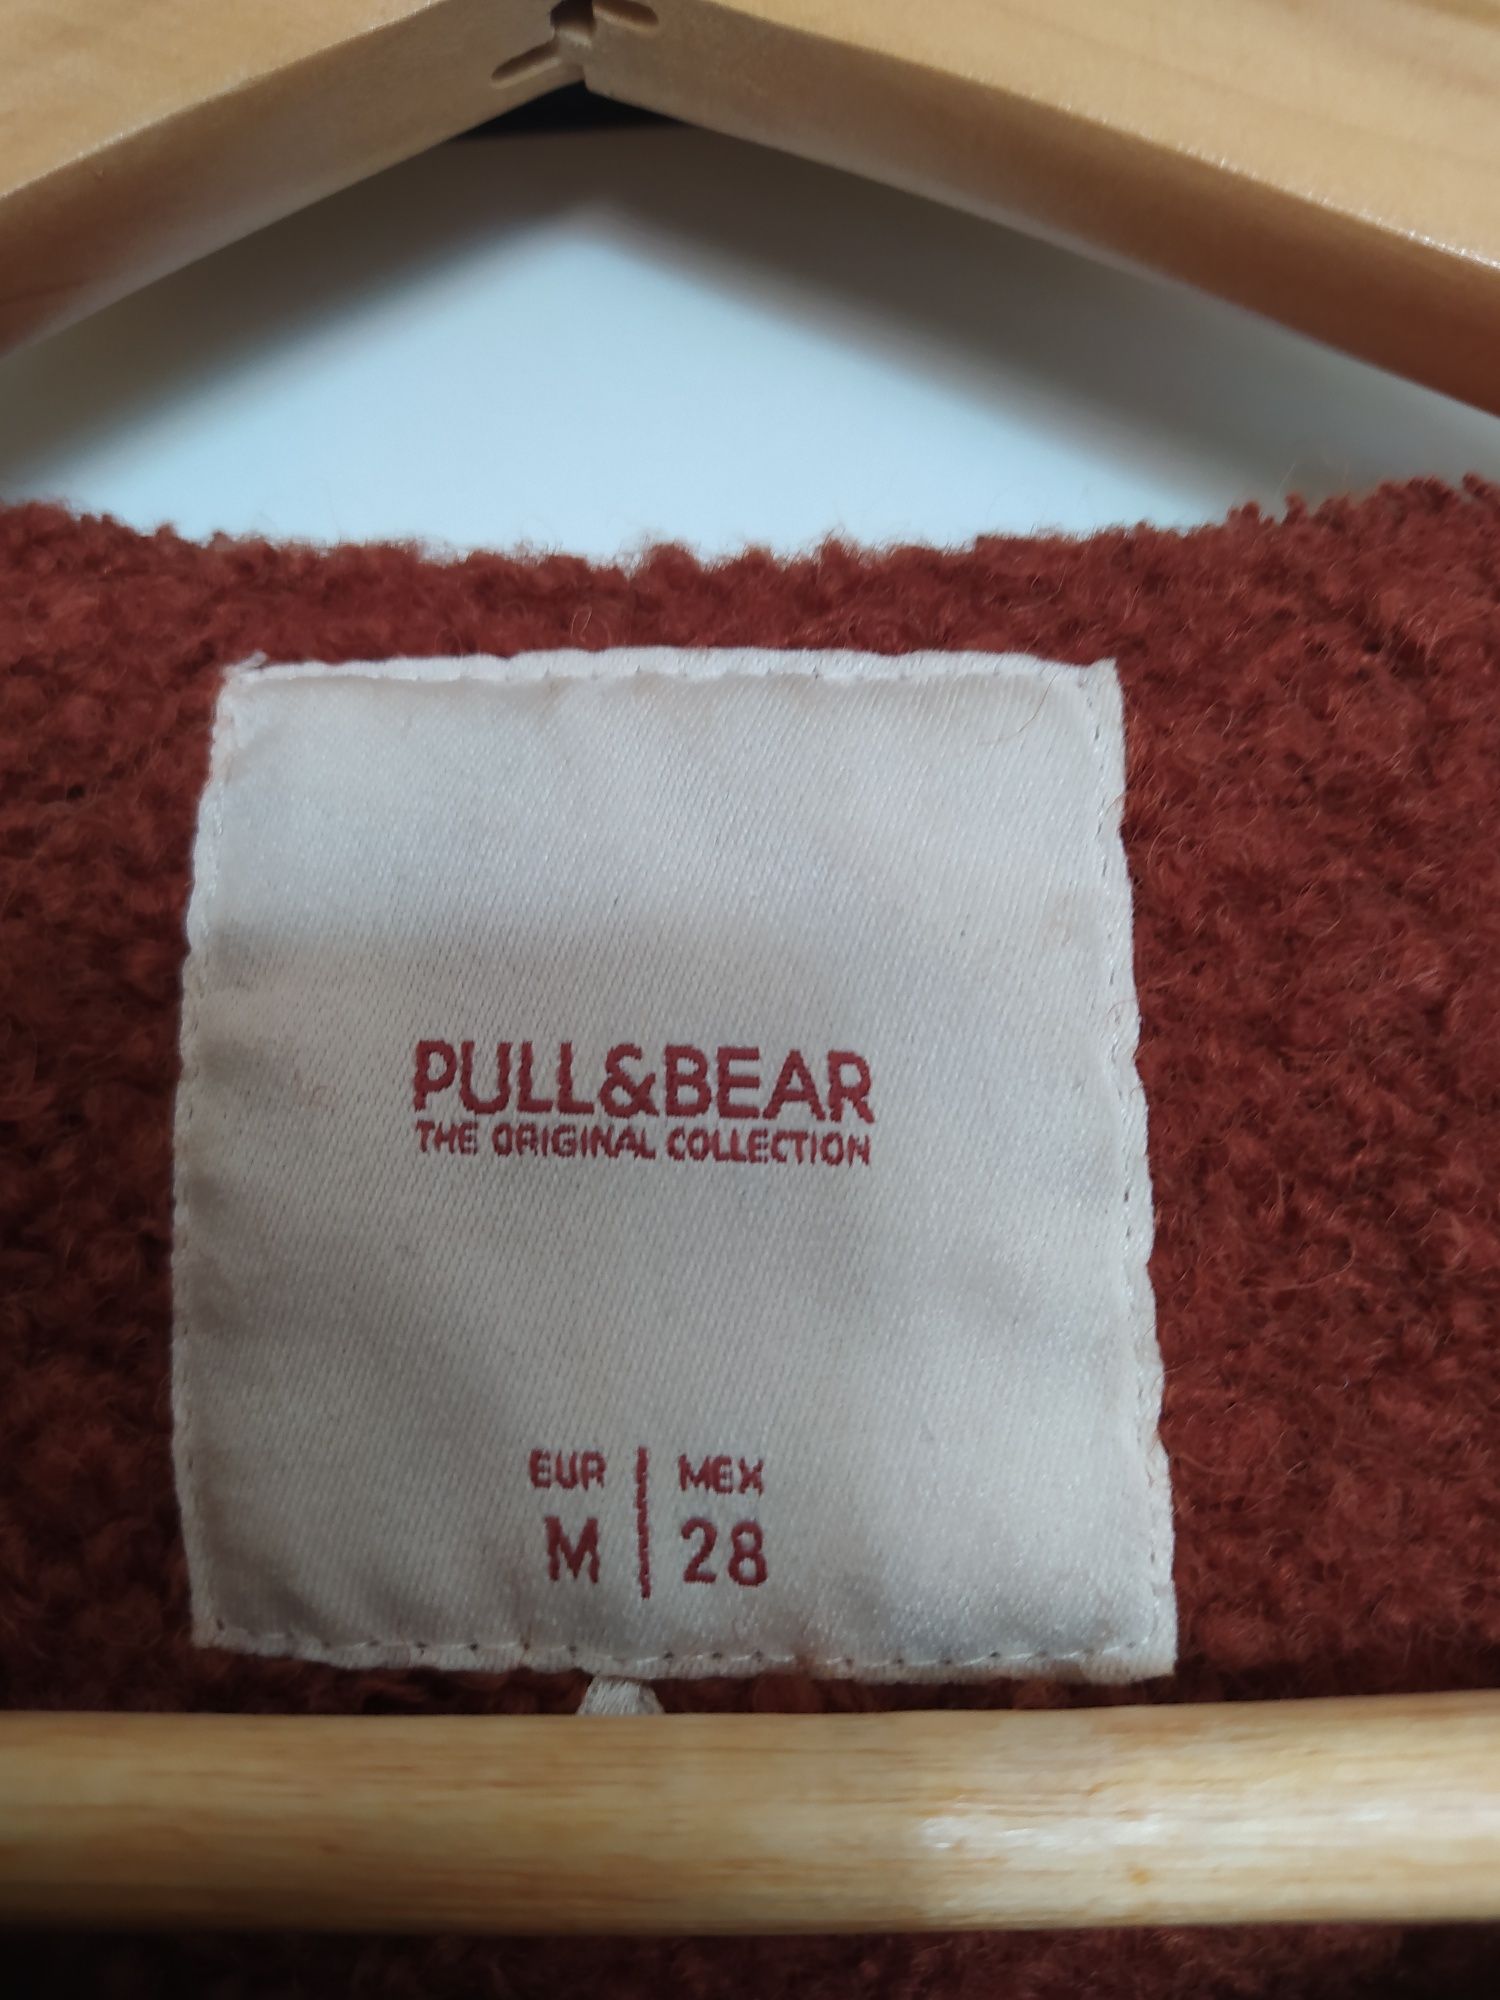 PULL&BEAR
THE ORIGINAL COLLECTION
EUR | MEX
M | 28